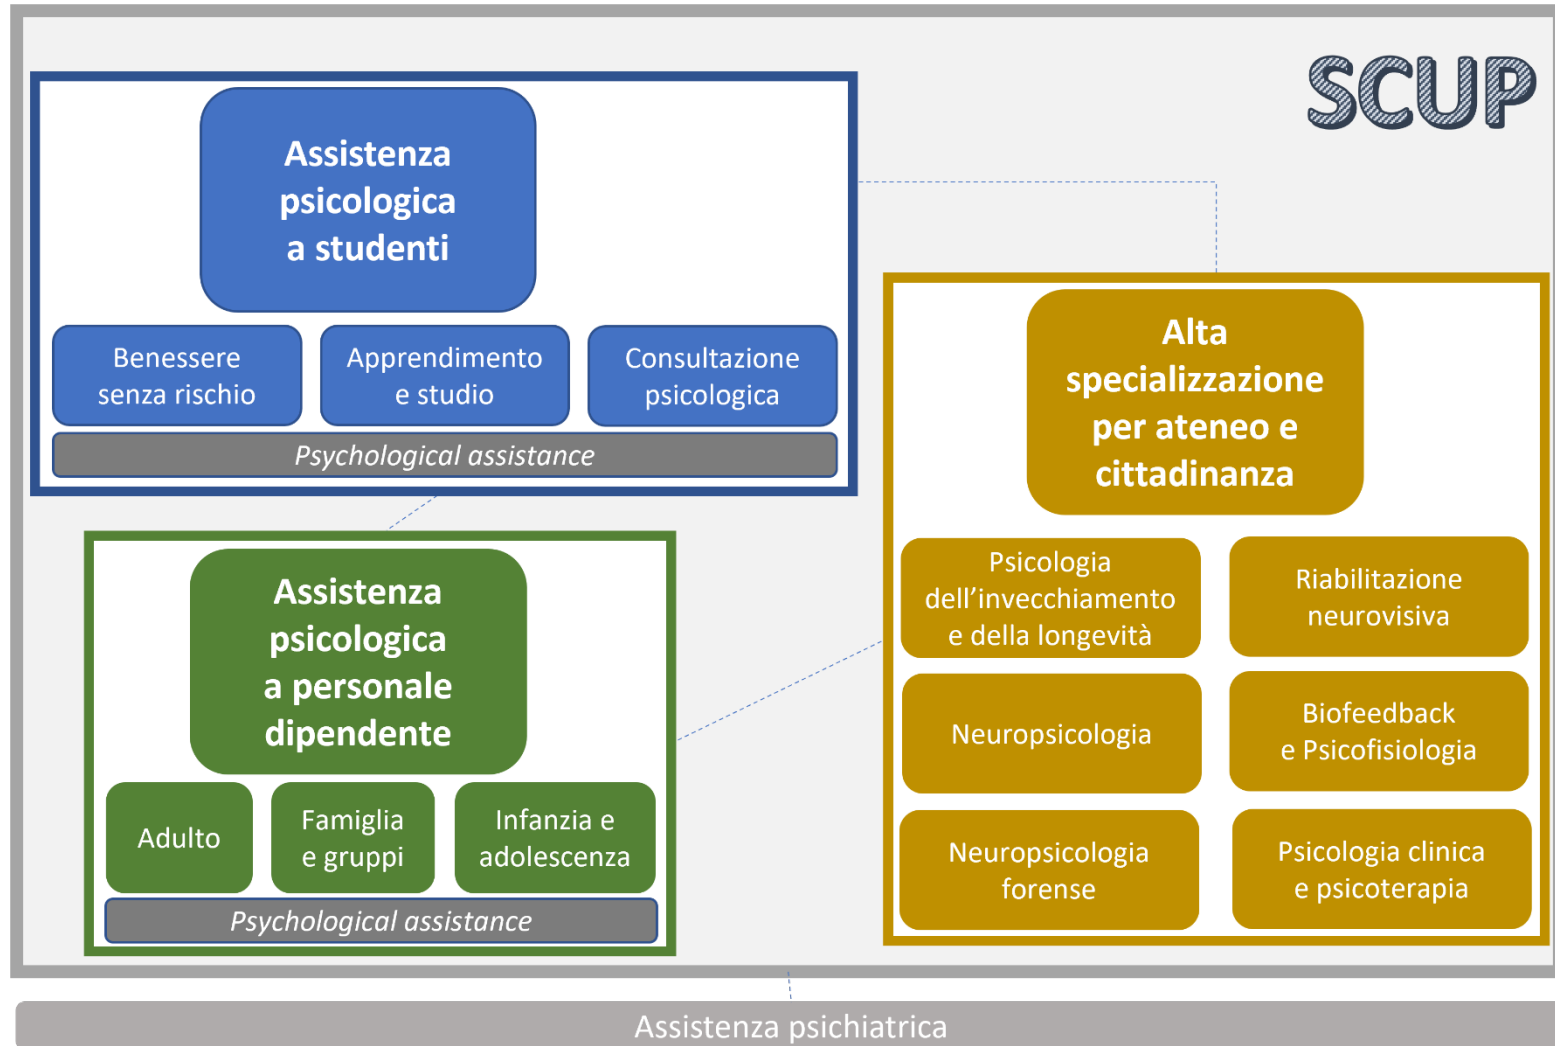 SCUP
Assistenza
psicologica
a studenti
Benessere
senza rischio
Apprendimento
e studio
Consultazione
psicologica
Psychological assistance
Assistenza
psicologica
a personale
dipendente
Adulto
Famiglia
e gruppi
Infanzia e
adolescenza
Psychological assistance
Alta
specializzazione
per ateneo e
cittadinanza
Psicologia
dell’invecchiamento
e della longevità
Riabilitazione
neurovisiva
Neuropsicologia
Biofeedback
e Psicofisiologia
Neuropsicologia
forense
Psicologia clinica
e psicoterapia
Assistenza psichiatrica